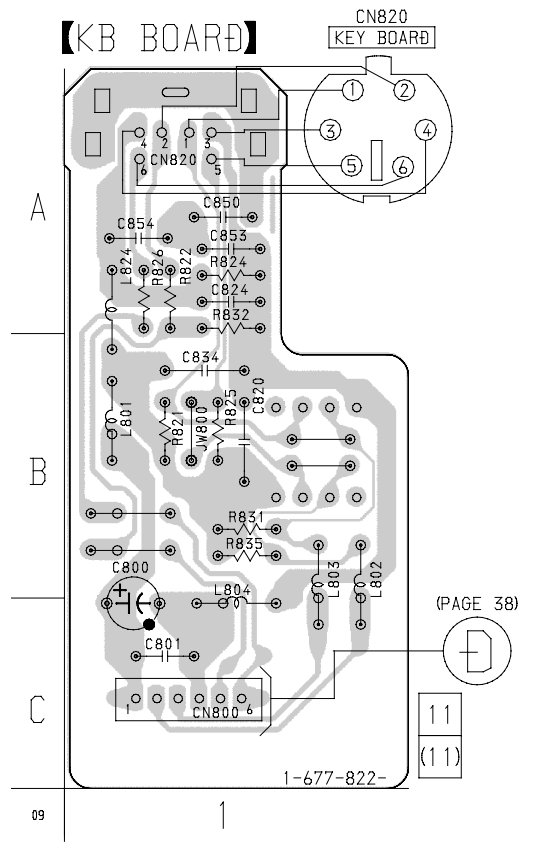 【KB BOARD】
CN820
KEY BOARD
1
2
3
4
5
6
4
2
1
3
6
CN820
5
A
C850
C854
C853
L824
R826
R822
R824
C824
R832
C834
L801
R821
JW800
R825
C820
B
R831
R835
C800
L803
L802
L804
(PAGE 38)
D
C801
C
1
CN800
6
11
(11)
1-677-822-
09
1